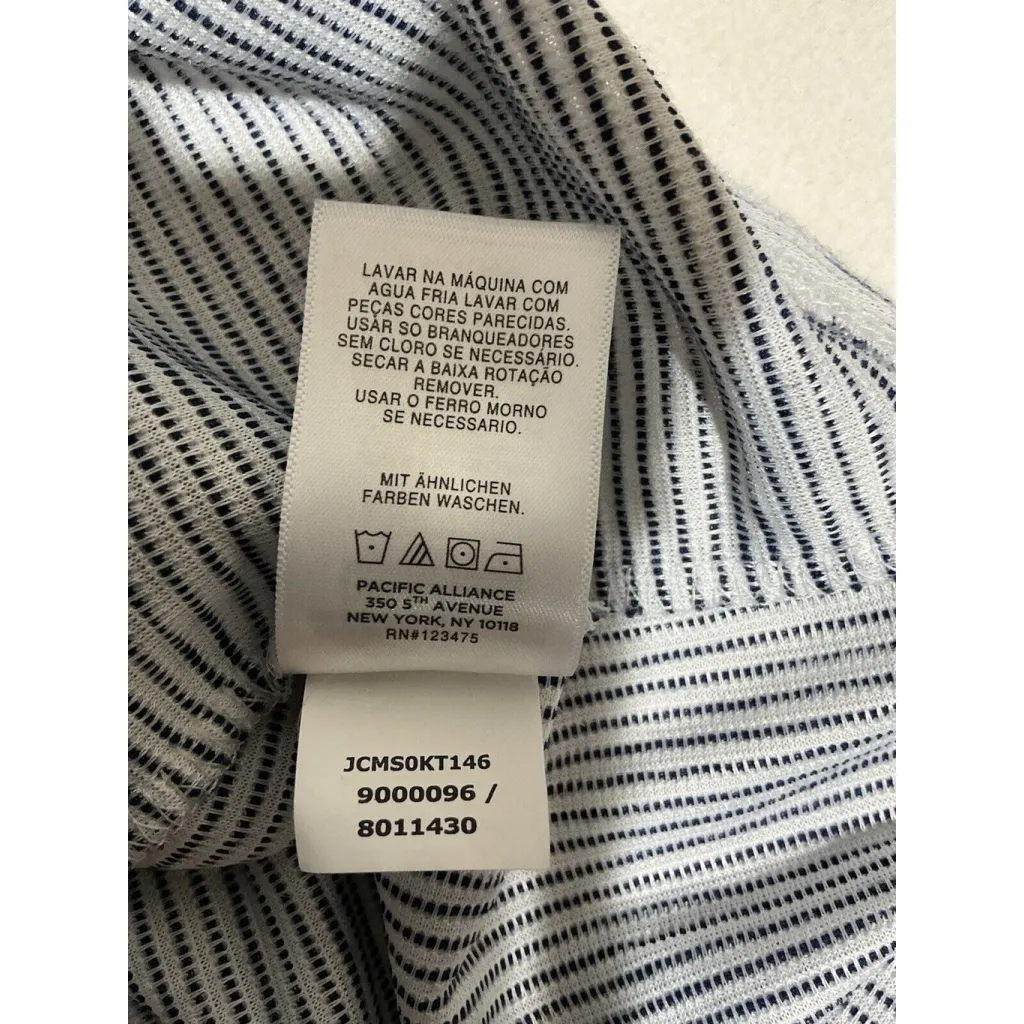 LAVAR NA MÁQUINA COM
AGUA FRIA LAVAR COM
PEÇAS CORES PARECIDAS.
USAR SO BRANQUEADORES
SEM CLORO SE NECESSÁRIO.
SECAR A BAIXA ROTAÇÃO
REMOVER.
USAR O FERRO MORNO
SE NECESSARIO.
MIT ÄHNLICHEN
FARBEN WASCHEN.
PACIFIC ALLIANCE
350 5TH AVENUE
NEW YORK, NY 10118
RN#123475
JCMS0KT146
9000096 /
8011430